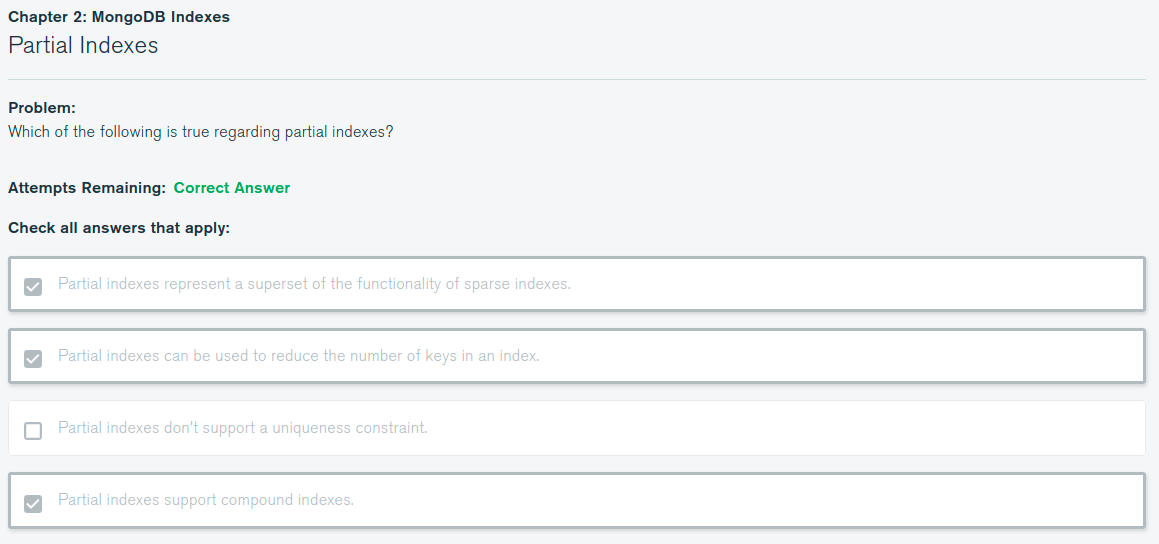 Chapter 2: MongoDB Indexes
Partial Indexes
Problem:
Which of the following is true regarding partial indexes?
Attempts Remaining: Correct Answer
Check all answers that apply:
Partial indexes represent a superset of the functionality of sparse indexes.
Partial indexes can be used to reduce the number of keys in an index.
Partial indexes don't support a uniqueness constraint.
Partial indexes support compound indexes.